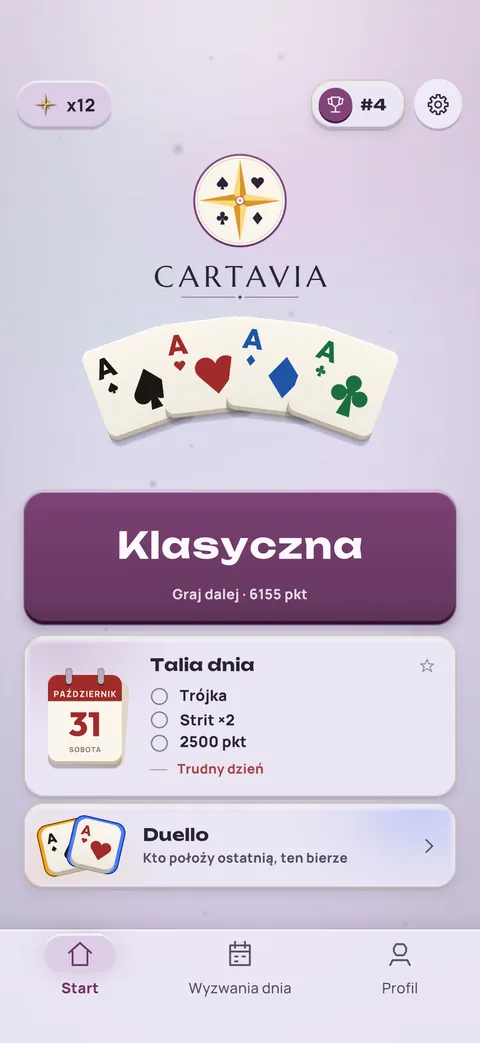 x12
#4
CARTAVIA
A
A
A
A
Klasyczna
Graj dalej · 6155 pkt
Talia dnia
PAŹDZIERNIK
31
SOBOTA
Trójka
Strit ×2
2500 pkt
Trudny dzień
A
A
Duello
Kto położy ostatnią, ten bierze
Start
Wyzwania dnia
Profil